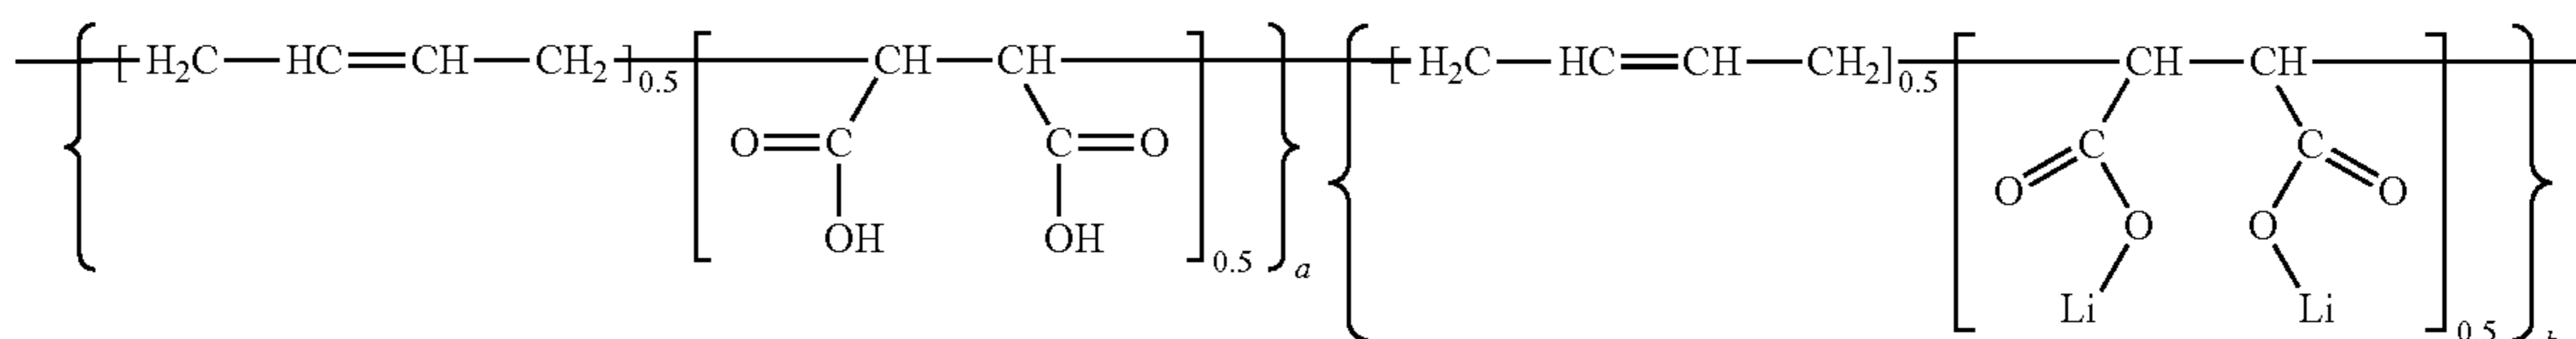 [H₂C—HC=CH—CH₂]₀.₅ [CH—CH]₀.₅ a [H₂C—HC=CH—CH₂]₀.₅ [CH—CH]₀.₅
O=C C=O C C
O O
OH OH O O
Li Li